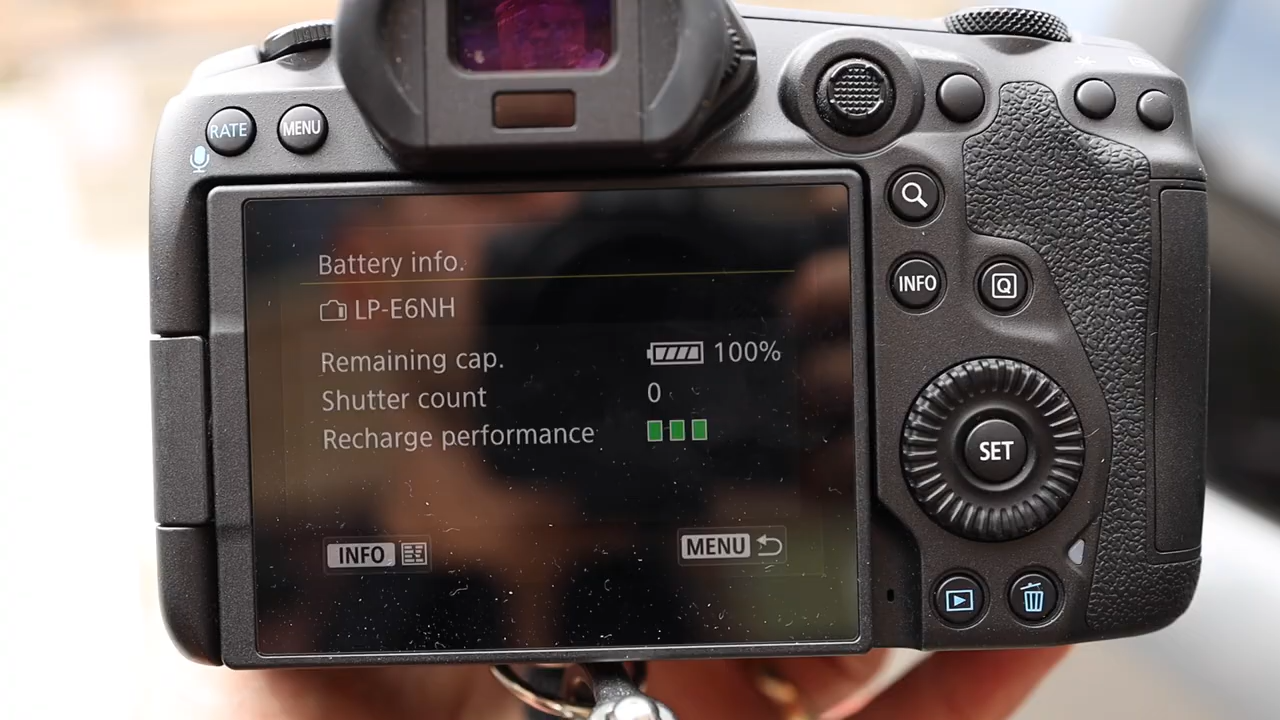 RATE
MENU
Battery info.
LP-E6NH
Remaining cap. 100%
Shutter count 0
Recharge performance
INFO
MENU
INFO
Q
SET